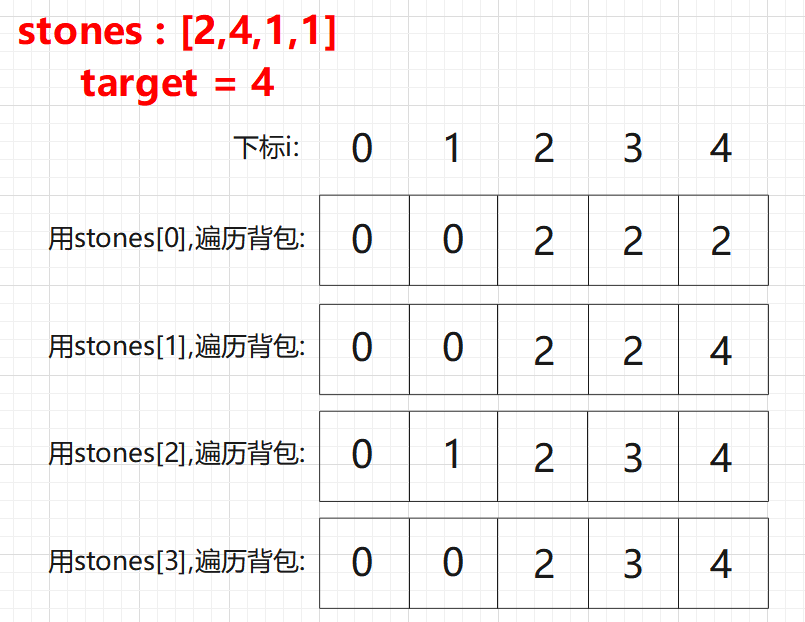 stones : [2,4,1,1]
target = 4
下标i: 0 1 2 3 4
用stones[0],遍历背包: 0 0 2 2 2
用stones[1],遍历背包: 0 0 2 2 4
用stones[2],遍历背包: 0 1 2 3 4
用stones[3],遍历背包: 0 0 2 3 4